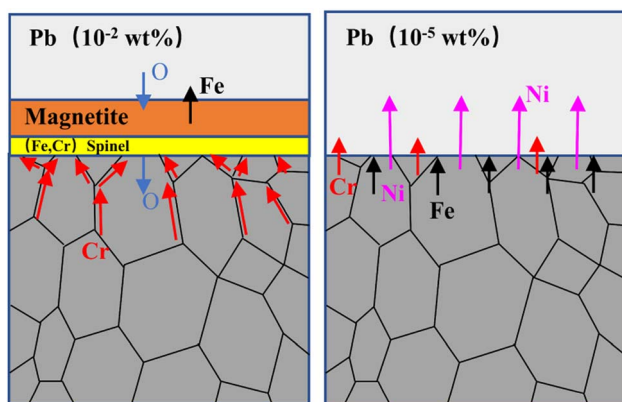 Pb（10⁻² wt%）
O
Fe
Magnetite
(Fe,Cr) Spinel
O
Cr
Pb（10⁻⁵ wt%）
Ni
Cr
Ni
Fe